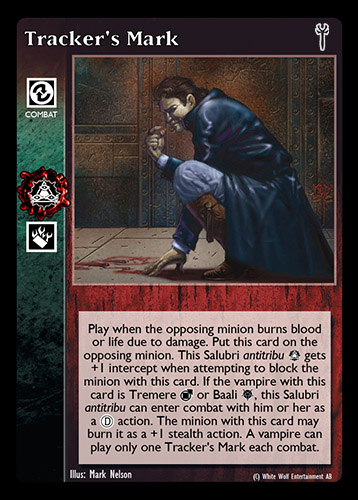 Tracker's Mark
COMBAT
Play when the opposing minion burns blood
or life due to damage. Put this card on the
opposing minion. This Salubri antitribu gets
+1 intercept when attempting to block the
minion with this card. If the vampire with this
card is Tremere or Baali , this Salubri
antitribu can enter combat with him or her as
a D action. The minion with this card may
burn it as a +1 stealth action. A vampire can
play only one Tracker's Mark each combat.
Illus: Mark Nelson
(C) White Wolf Entertainment AB